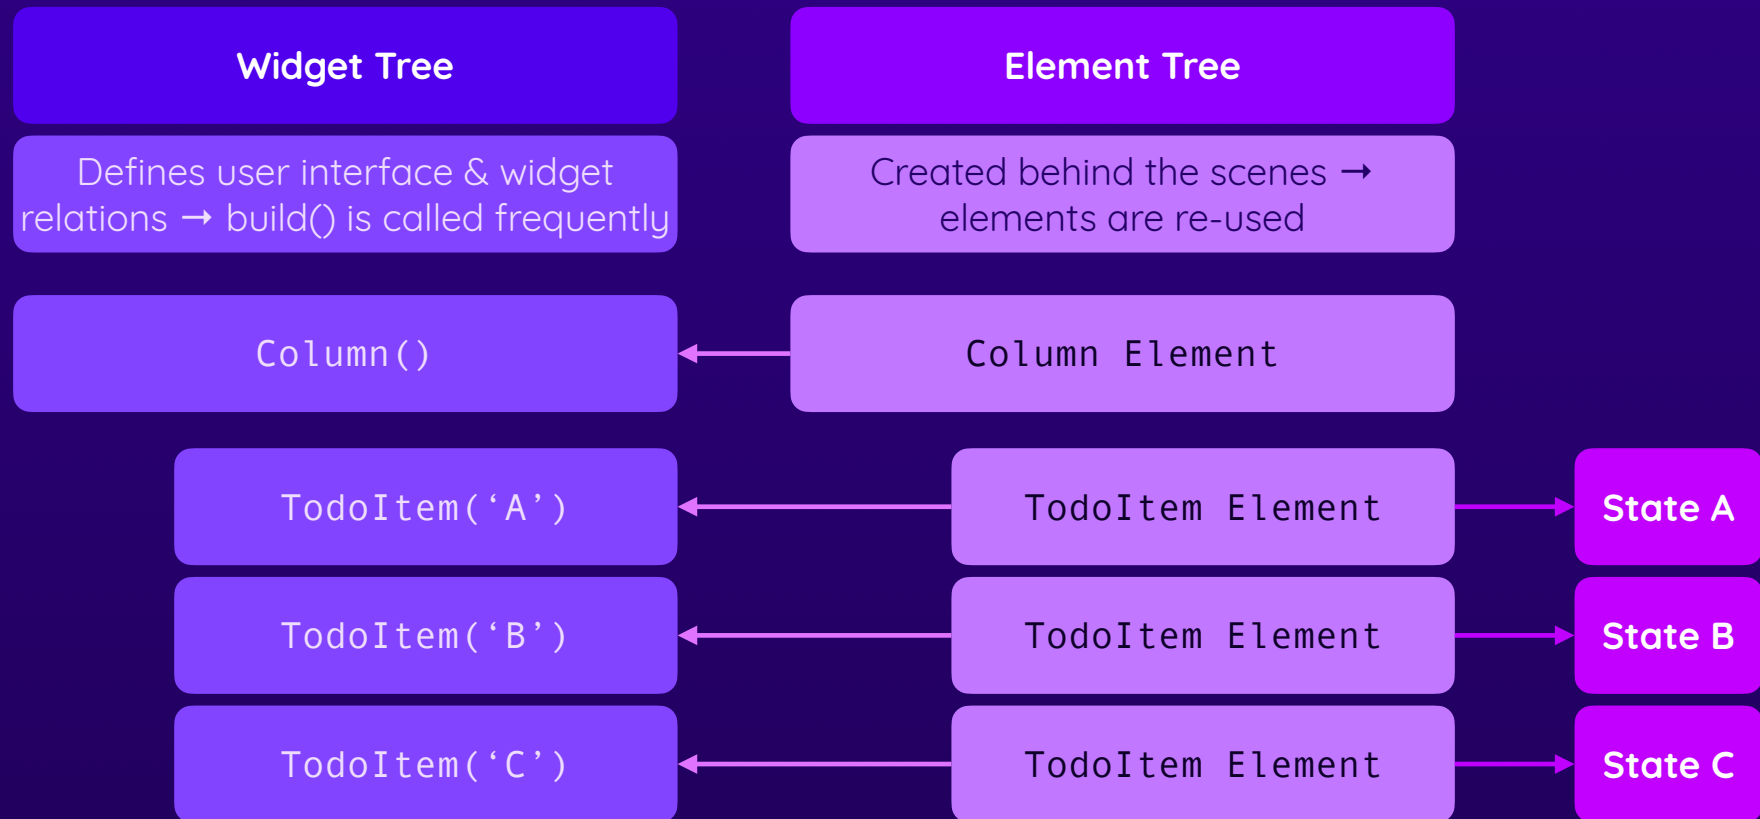 Widget Tree
Element Tree
Defines user interface & widget
relations → build() is called frequently
Created behind the scenes →
elements are re-used
Column()
Column Element
TodoItem(‘A’)
TodoItem Element
State A
TodoItem(‘B’)
TodoItem Element
State B
TodoItem(‘C’)
TodoItem Element
State C